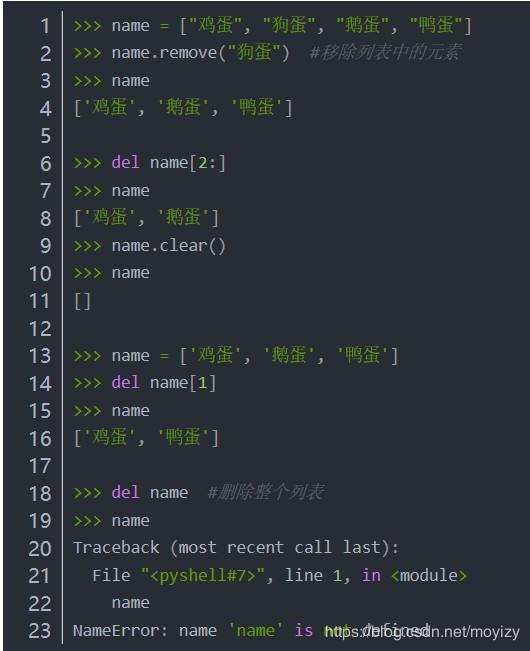 1 >>> name = ["鸡蛋", "狗蛋", "鹅蛋", "鸭蛋"]
2 >>> name.remove("狗蛋")  #移除列表中的元素
3 >>> name
4 ['鸡蛋', '鹅蛋', '鸭蛋']
5
6 >>> del name[2:]
7 >>> name
8 ['鸡蛋', '鹅蛋']
9 >>> name.clear()
10 >>> name
11 []
12
13 >>> name = ['鸡蛋', '鹅蛋', '鸭蛋']
14 >>> del name[1]
15 >>> name
16 ['鸡蛋', '鸭蛋']
17
18 >>> del name  #删除整个列表
19 >>> name
20 Traceback (most recent call last):
21   File "<pyshell#7>", line 1, in <module>
22     name
23 NameError: name 'name' is not defined
https://blog.csdn.net/moyizy